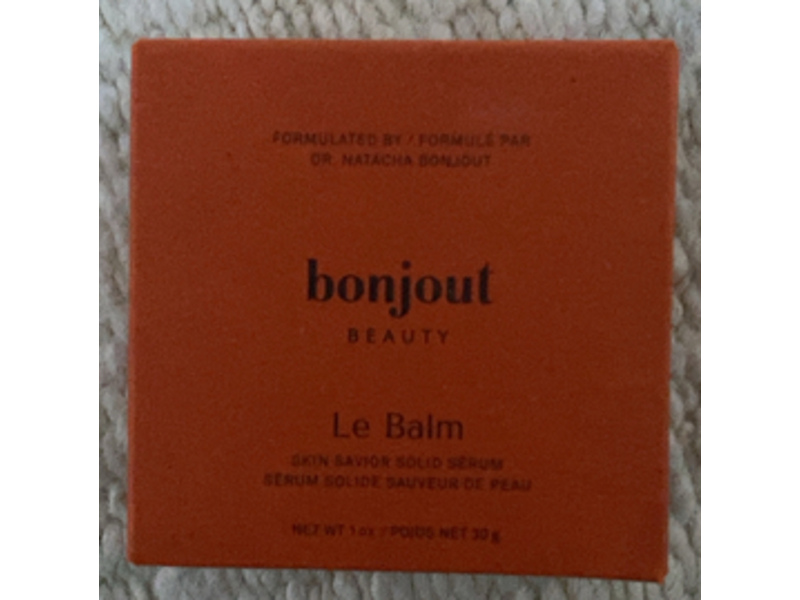 FORMULATED BY / FORMULÉ PAR
DR. NATACHA BONJOUT
bonjout
BEAUTY
Le Balm
SKIN SAVIOR SOLID SERUM
SÉRUM SOLIDE SAUVEUR DE PEAU
NET WT 1 oz / POIDS NET 30 g